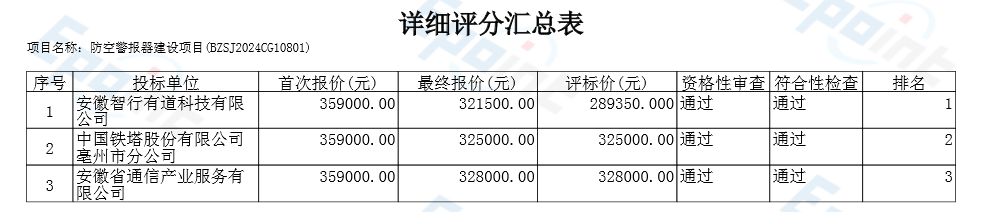 详细评分汇总表
项目名称：防空警报器建设项目(BZSJ2024CG10801)
序号 投标单位 首次报价(元) 最终报价(元) 评标价(元) 资格性审查 符合性检查 排名
1 安徽智行有道科技有限公司 359000.00 321500.00 289350.000 通过 通过 1
2 中国铁塔股份有限公司亳州市分公司 359000.00 325000.00 325000.00 通过 通过 2
3 安徽省通信产业服务有限公司 359000.00 328000.00 328000.00 通过 通过 3
Epoint
Epoint
Epoint